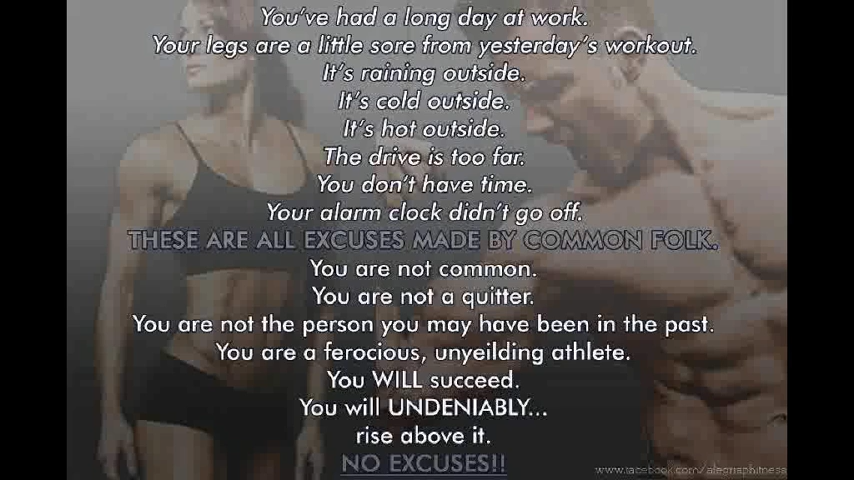 You've had a long day at work.
Your legs are a little sore from yesterday's workout.
It's raining outside.
It's cold outside.
It's hot outside.
The drive is too far.
You don't have time.
Your alarm clock didn't go off.
THESE ARE ALL EXCUSES MADE BY COMMON FOLK.
You are not common.
You are not a quitter.
You are not the person you may have been in the past.
You are a ferocious, unyeilding athlete.
You WILL succeed.
You will UNDENIABLY...
rise above it.
NO EXCUSES!!